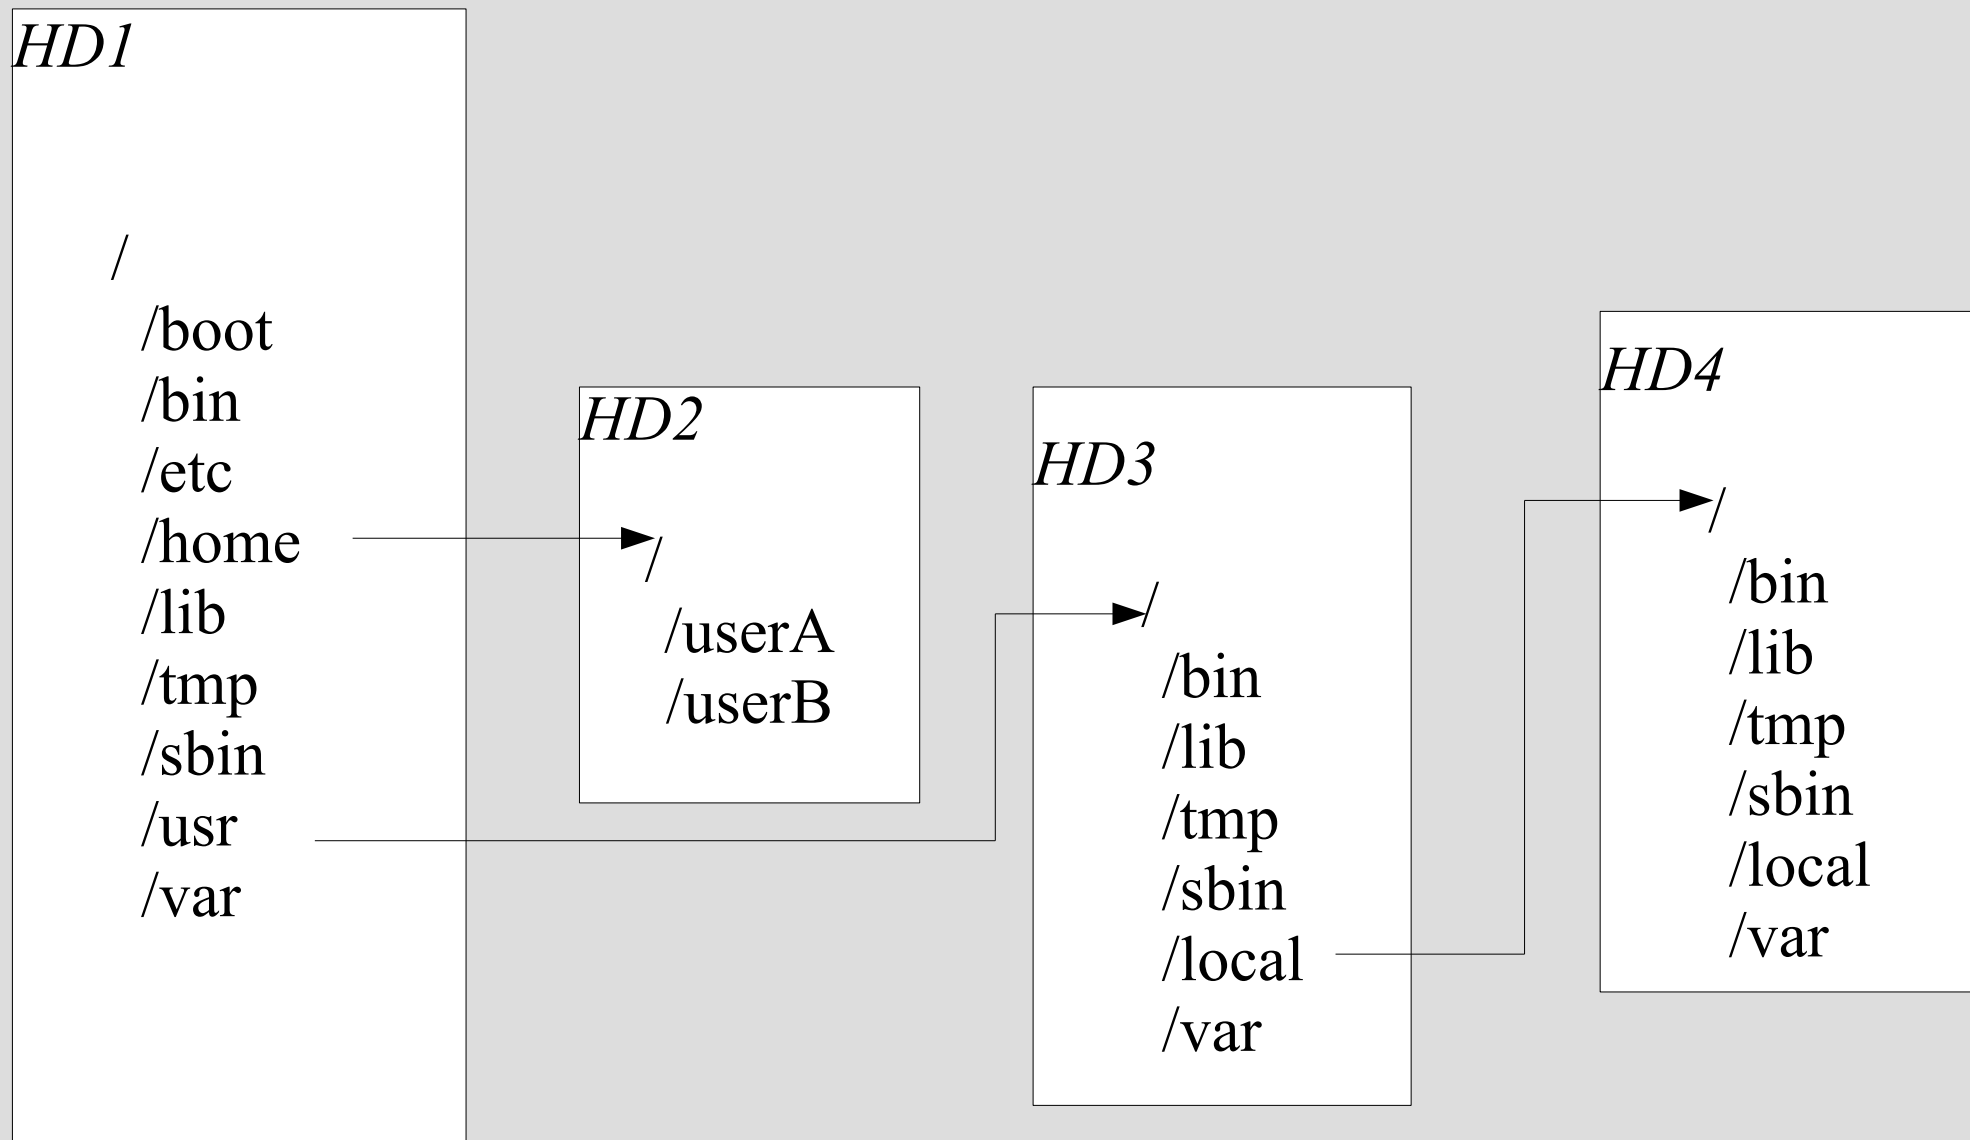 HD1
/
/boot
/bin
/etc
/home
/lib
/tmp
/sbin
/usr
/var
HD2
/
/userA
/userB
HD3
/
/bin
/lib
/tmp
/sbin
/local
/var
HD4
/
/bin
/lib
/tmp
/sbin
/local
/var